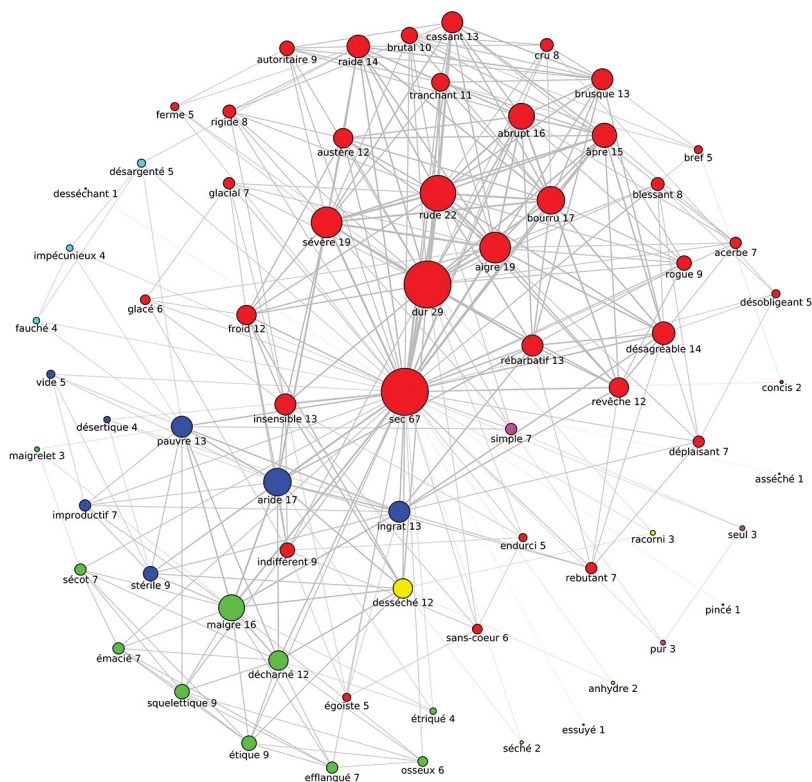 cassant 13
brutal 10
cru 8
autoritaire 9
raide 14
tranchant 11
brusque 13
ferme 5
rigide 8
abrupt 16
austère 12
âpre 15
bref 5
désargenté 5
desséchant 1
glacial 7
rude 22
bourru 17
blessant 8
sévère 19
impécunieux 4
aigre 19
acerbe 7
rogue 9
glacé 6
dur 29
désobligeant 5
fauché 4
froid 12
rébarbatif 13
désagréable 14
vide 5
concis 2
revêche 12
insensible 13
sec 67
désertique 4
pauvre 13
simple 7
maigrelet 3
déplaisant 7
asséché 1
aride 17
improductif 7
ingrat 13
seul 3
racorni 3
endurci 5
indifférent 9
sécot 7
stérile 9
rebutant 7
desséché 12
pincé 1
maigre 16
sans-coeur 6
pur 3
émacié 7
décharné 12
anhydre 2
squelettique 9
égoïste 5
étriqué 4
essuyé 1
étique 9
séché 2
osseux 6
efflanqué 7